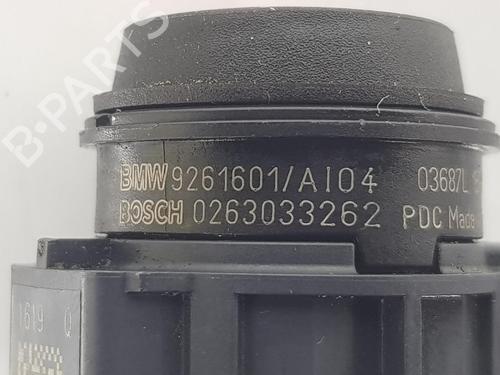 B-PARTS
BMW 9261601/AI04 03687L
BOSCH 0263033262 PDC Made
1619 Q